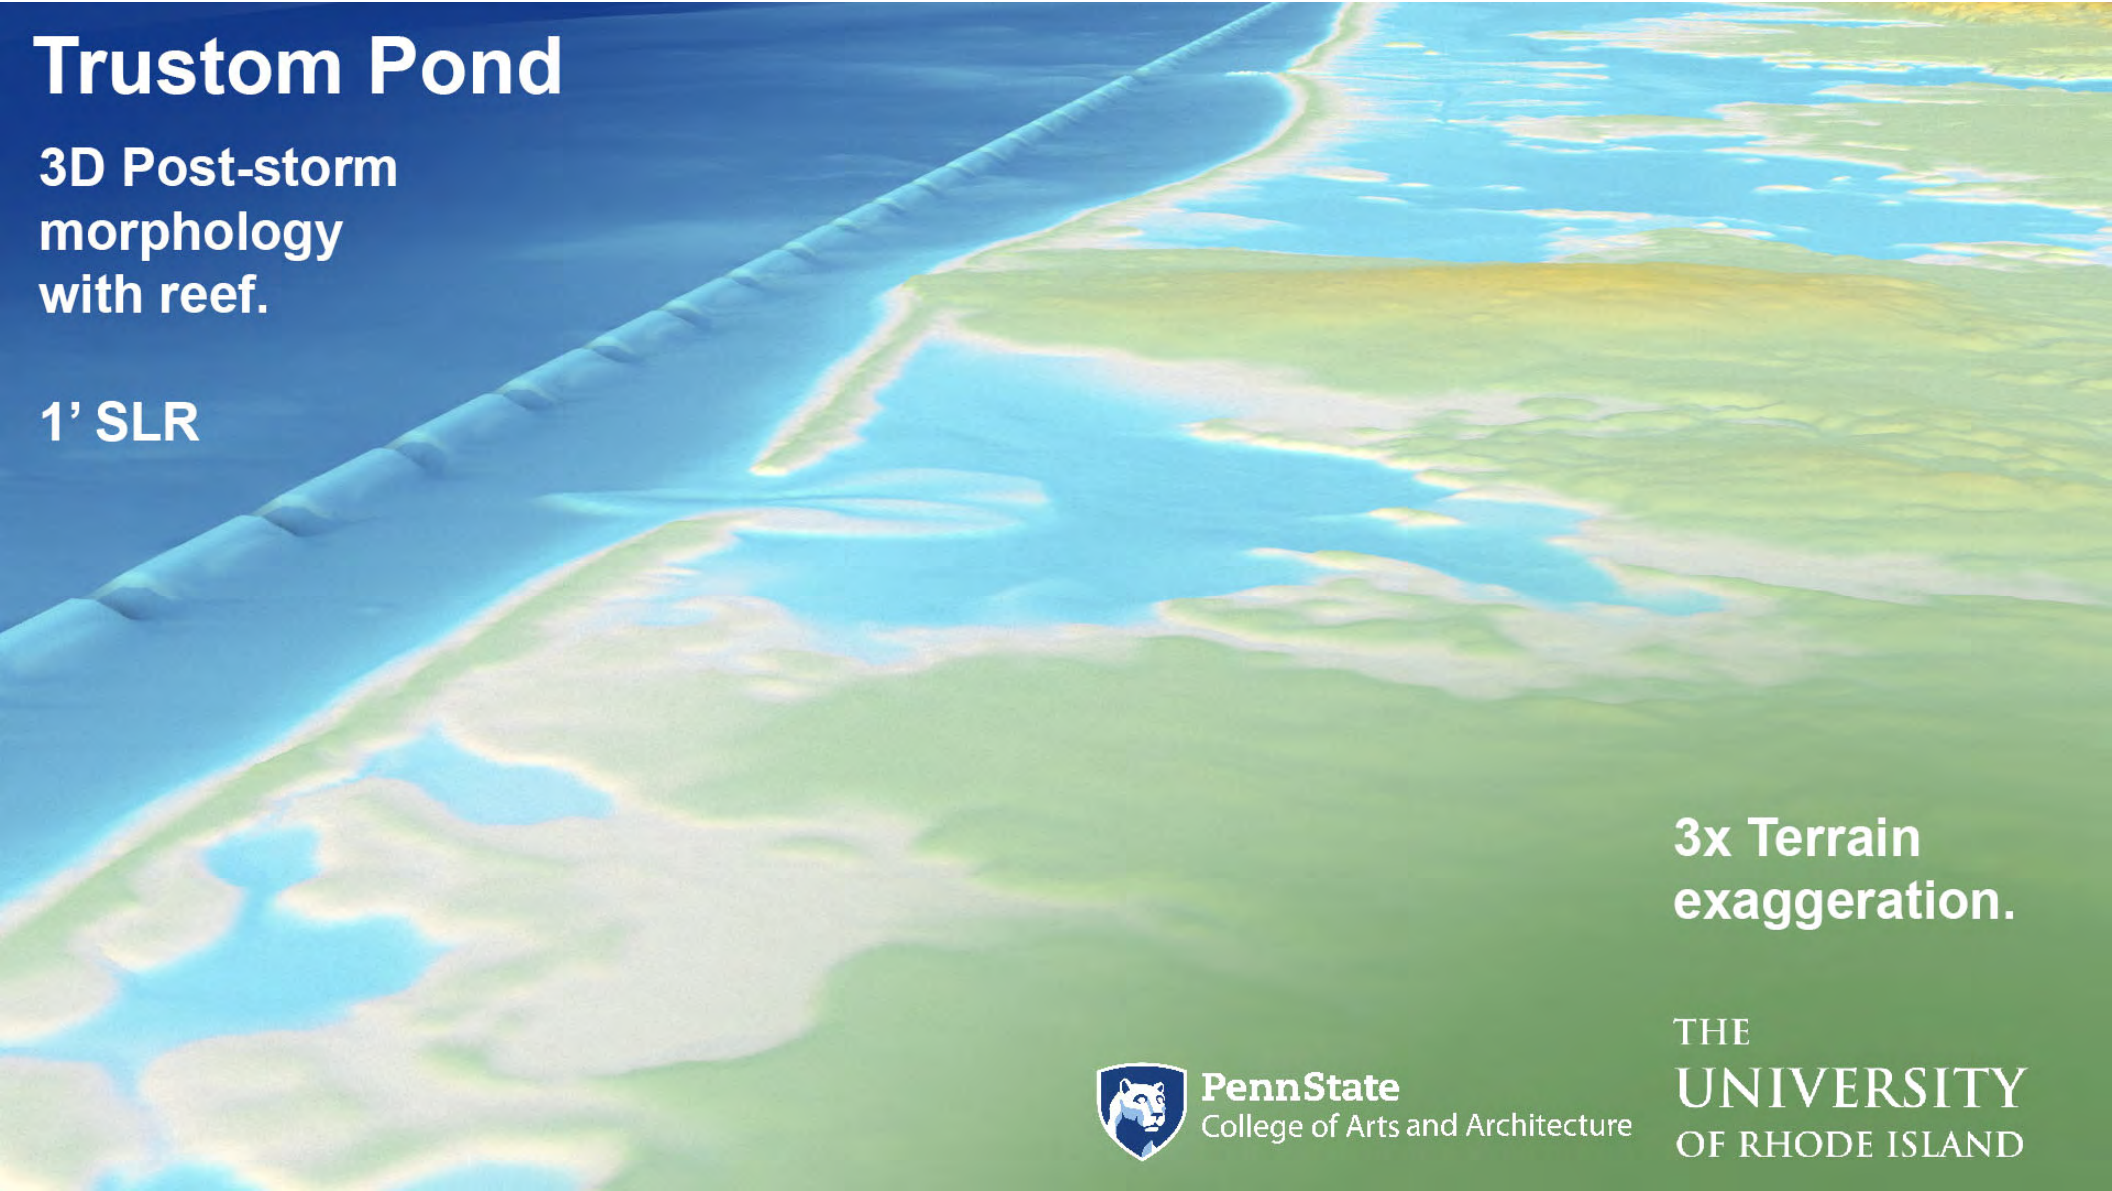 Trustom Pond
3D Post-storm
morphology
with reef.
1’ SLR
3x Terrain
exaggeration.
PennState
College of Arts and Architecture
THE
UNIVERSITY
OF RHODE ISLAND